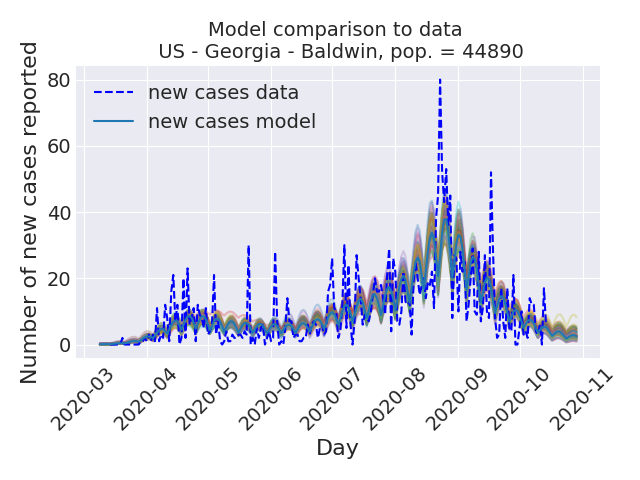 Model comparison to data
US - Georgia - Baldwin, pop. = 44890
Number of new cases reported
80
60
40
20
0
new cases data
new cases model
2020-03
2020-04
2020-05
2020-06
2020-07
2020-08
2020-09
2020-10
2020-11
Day